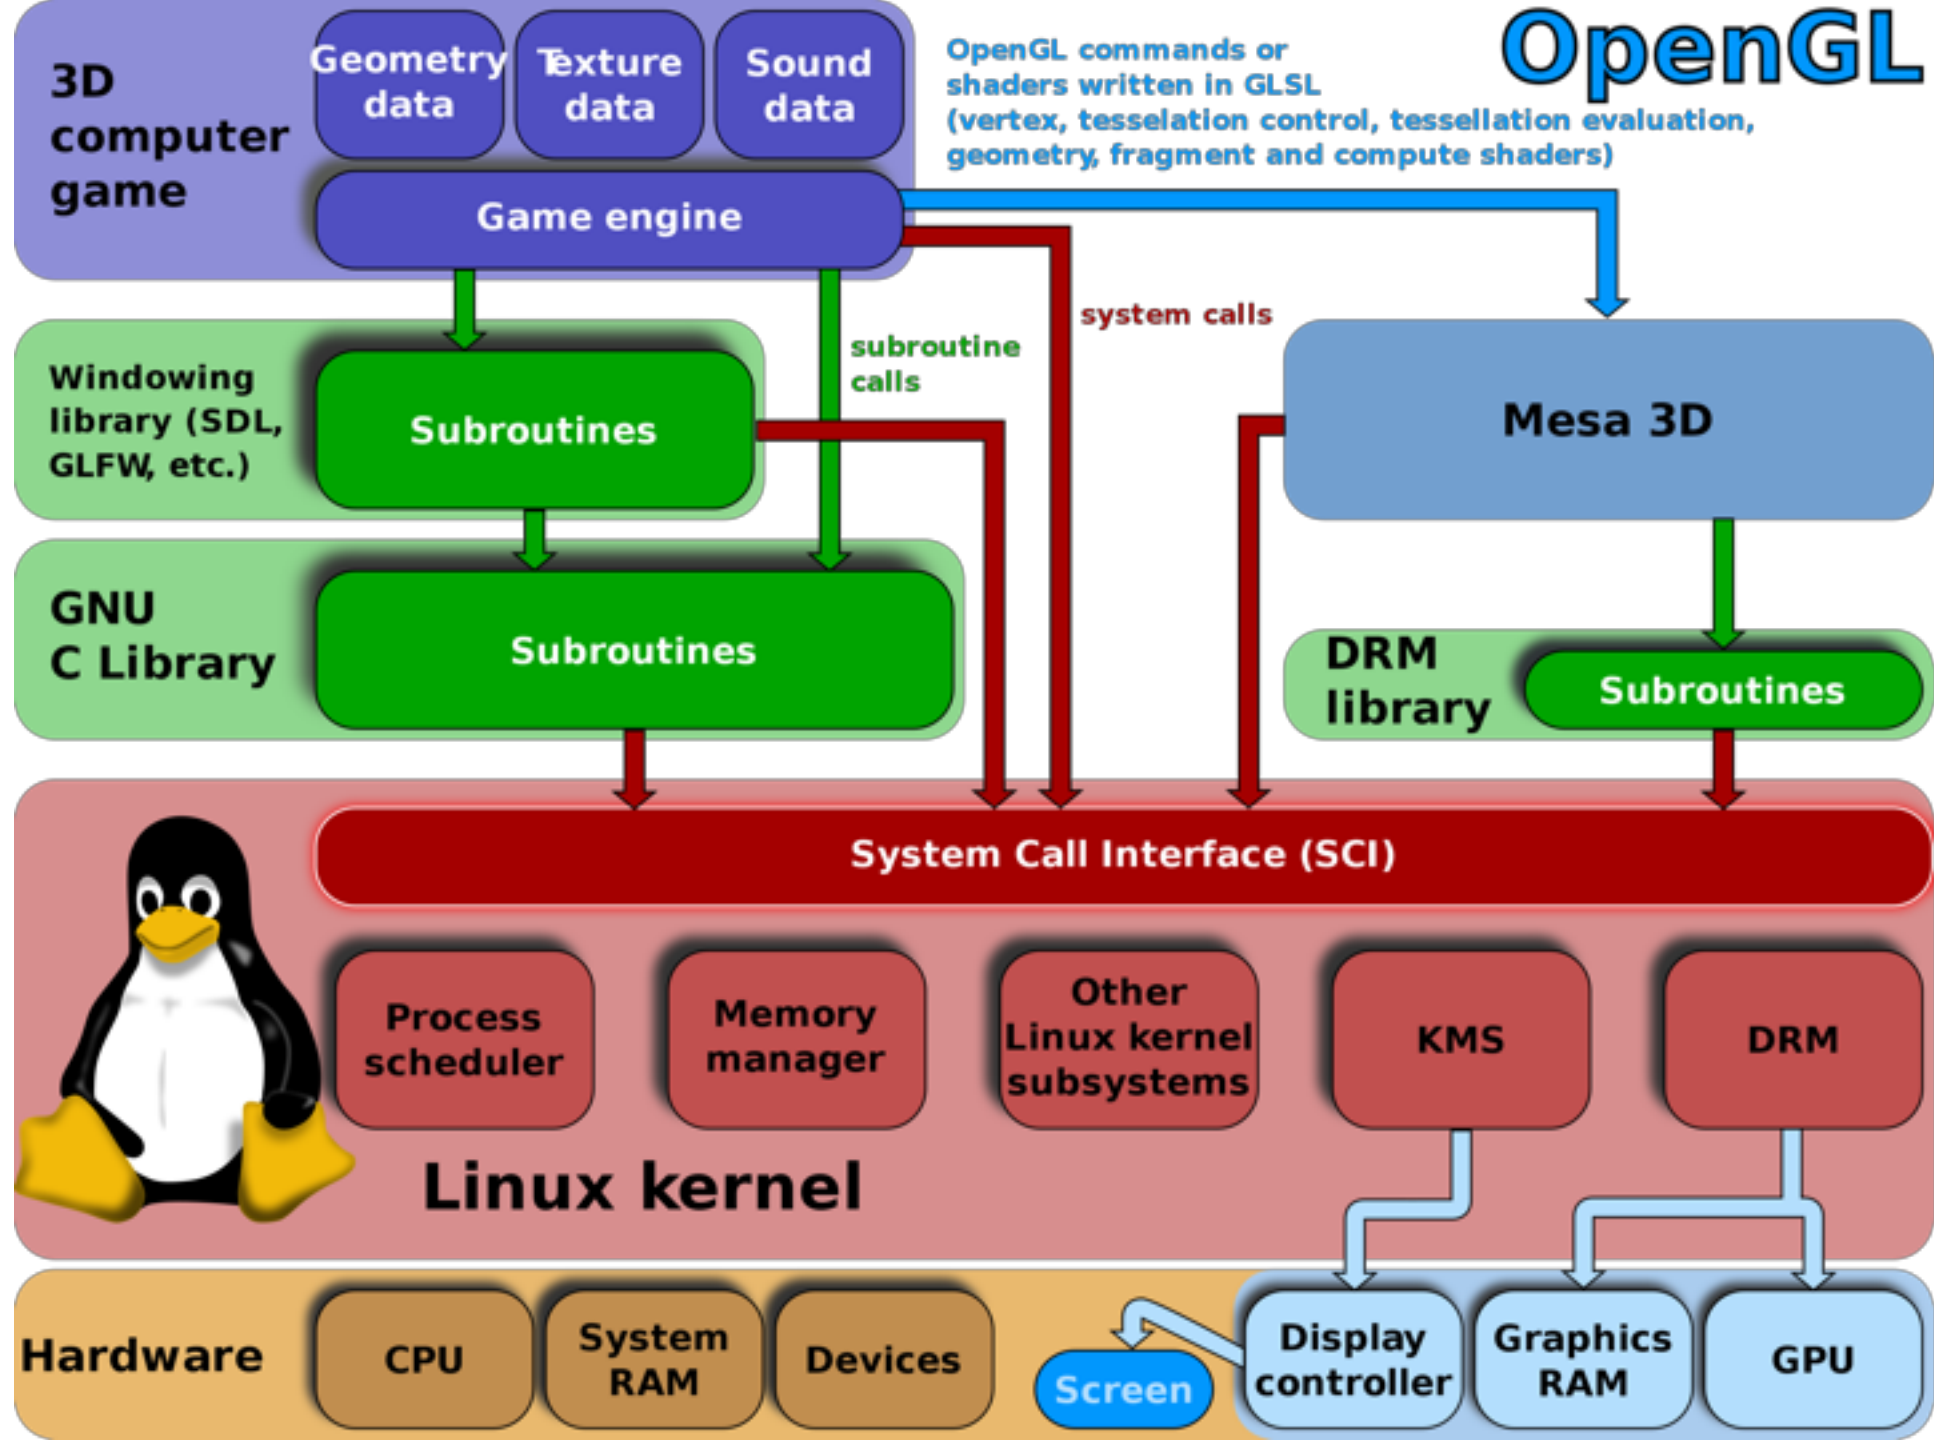 3D
computer
game
Geometry
data
Texture
data
Sound
data
Game engine
OpenGL
OpenGL commands or
shaders written in GLSL
(vertex, tesselation control, tessellation evaluation,
geometry, fragment and compute shaders)
system calls
subroutine
calls
Windowing
library (SDL,
GLFW, etc.)
Subroutines
Mesa 3D
GNU
C Library
Subroutines
DRM
library
Subroutines
System Call Interface (SCI)
Process
scheduler
Memory
manager
Other
Linux kernel
subsystems
KMS
DRM
Linux kernel
Hardware
CPU
System
RAM
Devices
Screen
Display
controller
Graphics
RAM
GPU